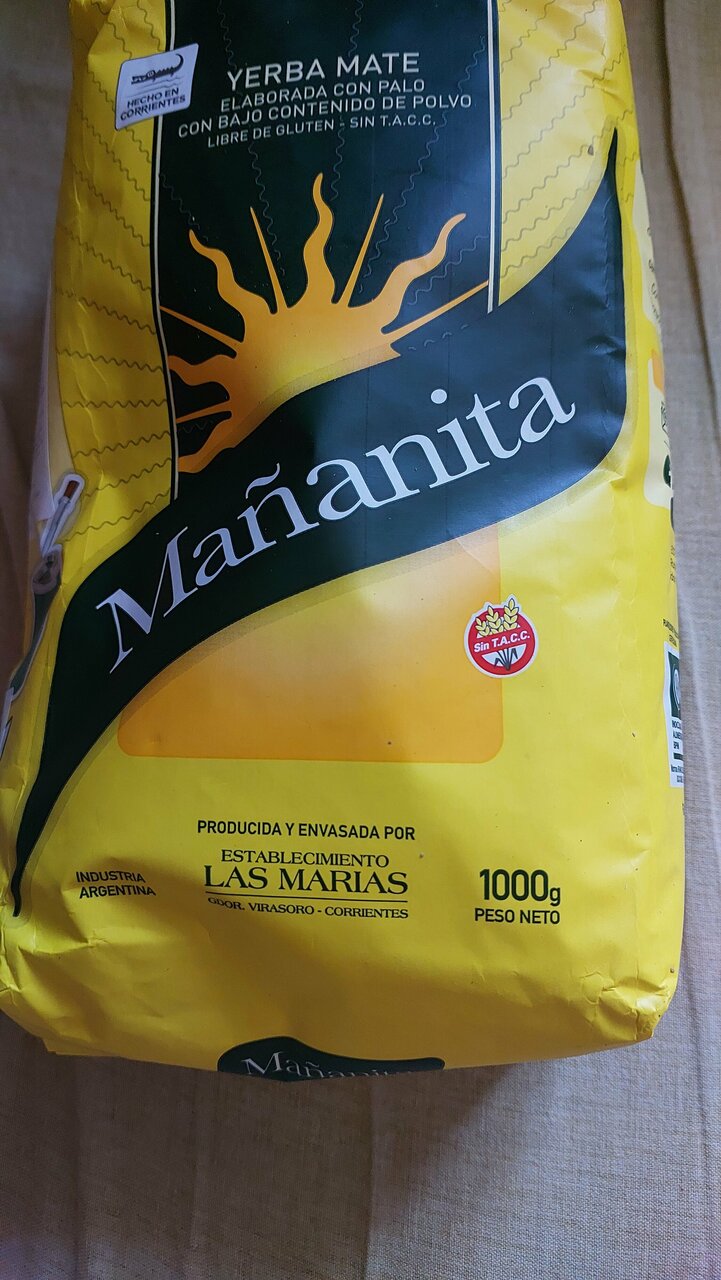 HECHO EN
CORRIENTES
YERBA MATE
ELABORADA CON PALO
CON BAJO CONTENIDO DE POLVO
LIBRE DE GLUTEN - SIN T.A.C.C.
Mañanita
Sin T.A.C.C.
PRODUCIDA Y ENVASADA POR
ESTABLECIMIENTO
LAS MARIAS
GDOR. VIRASORO - CORRIENTES
INDUSTRIA
ARGENTINA
1000g
PESO NETO
Mañanita